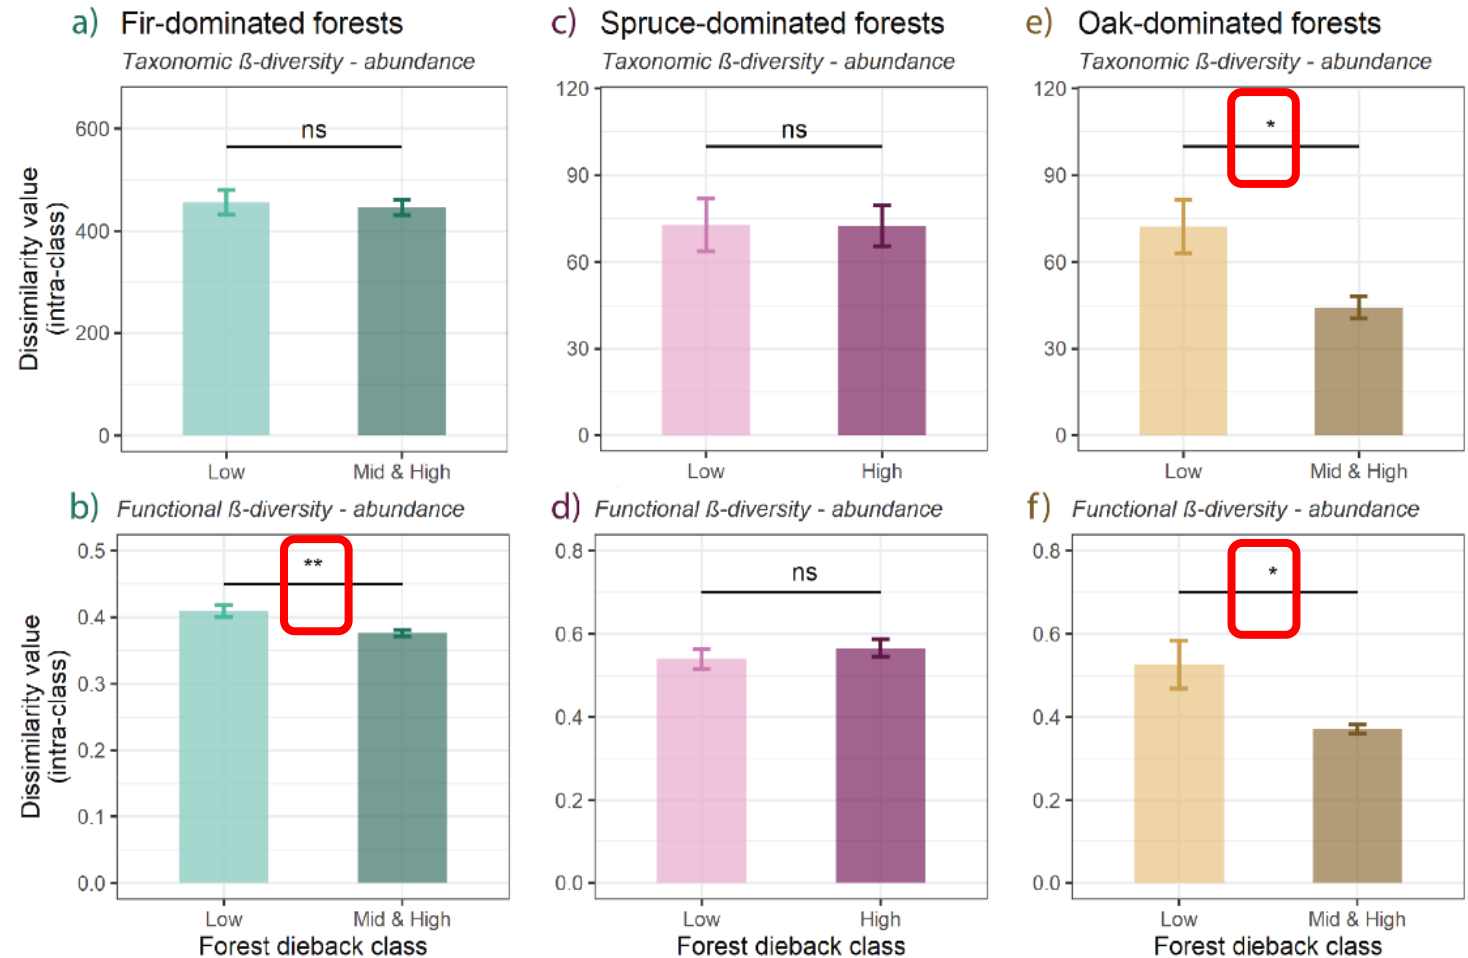 a) Fir-dominated forests
Taxonomic ß-diversity - abundance
600
400
200
0
ns
Dissimilarity value
(intra-class)
Low
Mid & High
c) Spruce-dominated forests
Taxonomic ß-diversity - abundance
120
90
60
30
0
ns
Low
High
e) Oak-dominated forests
Taxonomic ß-diversity - abundance
120
90
60
30
0
*
Low
Mid & High
b) Functional ß-diversity - abundance
0.5
0.4
0.3
0.2
0.1
0.0
**
Dissimilarity value
(intra-class)
Low
Mid & High
Forest dieback class
d) Functional ß-diversity - abundance
0.8
0.6
0.4
0.2
0.0
ns
Low
High
Forest dieback class
f) Functional ß-diversity - abundance
0.8
0.6
0.4
0.2
0.0
*
Low
Mid & High
Forest dieback class